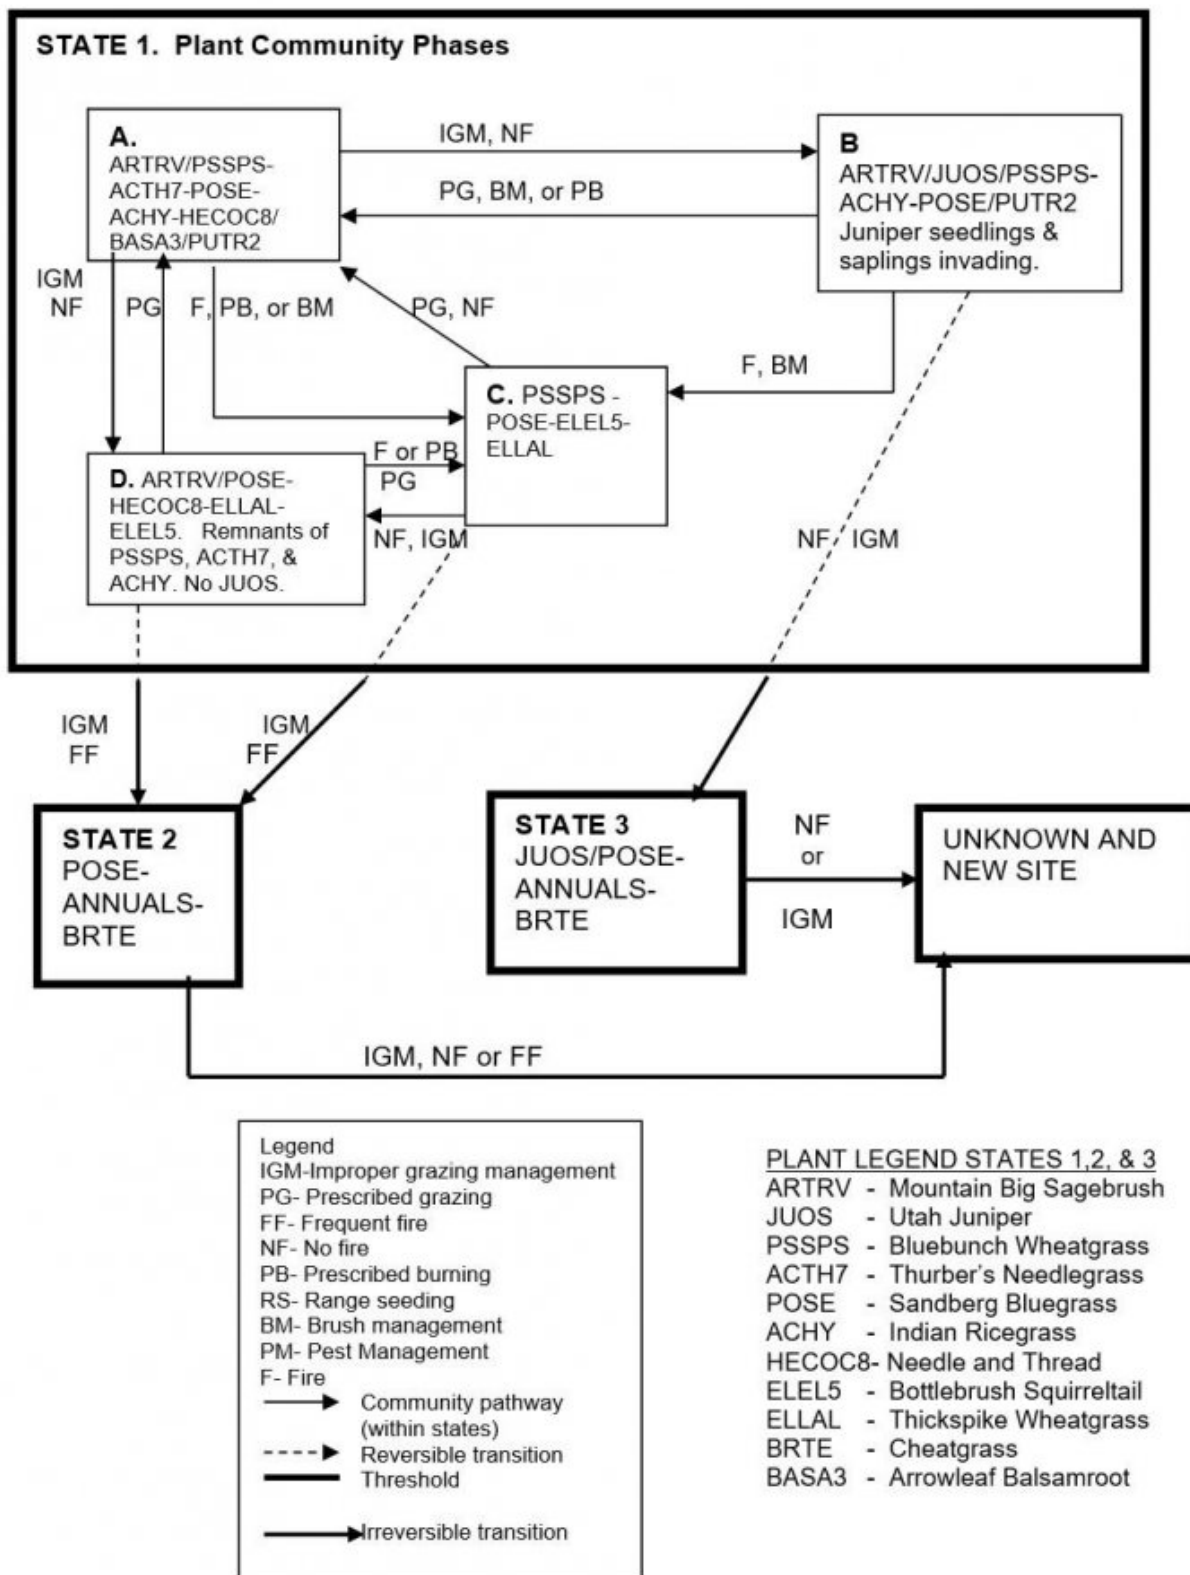 STATE 1. Plant Community Phases
A.
ARTRV/PSSPS-
ACTH7-POSE-
ACHY-HECOC8/
BASA3/PUTR2
IGM, NF
PG, BM, or PB
B
ARTRV/JUOS/PSSPS-
ACHY-POSE/PUTR2
Juniper seedlings &
saplings invading.
IGM
NF
PG
F, PB, or BM
PG, NF
F, BM
C. PSSPS -
POSE-ELEL5-
ELLAL
D. ARTRV/POSE-
HECOC8-ELLAL-
ELEL5. Remnants of
PSSPS, ACTH7, &
ACHY. No JUOS.
F or PB
PG
NF, IGM
NF, IGM
IGM
FF
IGM
FF
STATE 2
POSE-
ANNUALS-
BRTE
STATE 3
JUOS/POSE-
ANNUALS-
BRTE
NF
or
IGM
UNKNOWN AND
NEW SITE
IGM, NF or FF
Legend
IGM-Improper grazing management
PG- Prescribed grazing
FF- Frequent fire
NF- No fire
PB- Prescribed burning
RS- Range seeding
BM- Brush management
PM- Pest Management
F- Fire
Community pathway
(within states)
Reversible transition
Threshold
Irreversible transition
PLANT LEGEND STATES 1,2, & 3
ARTRV - Mountain Big Sagebrush
JUOS - Utah Juniper
PSSPS - Bluebunch Wheatgrass
ACTH7 - Thurber's Needlegrass
POSE - Sandberg Bluegrass
ACHY - Indian Ricegrass
HECOC8- Needle and Thread
ELEL5 - Bottlebrush Squirreltail
ELLAL - Thickspike Wheatgrass
BRTE - Cheatgrass
BASA3 - Arrowleaf Balsamroot